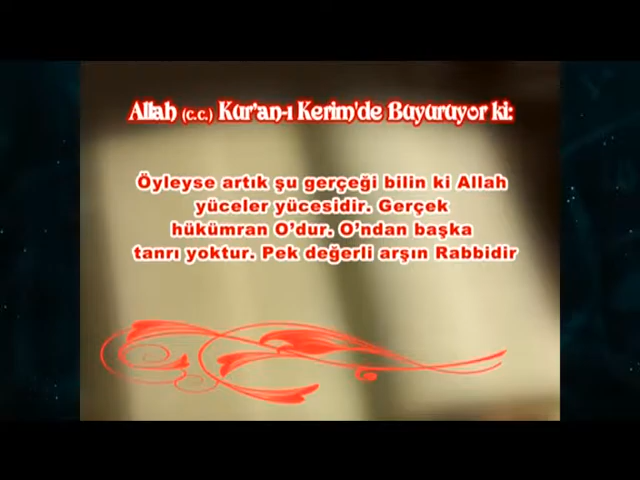 Allah (C.C.) Kur'an-ı Kerim'de Buyuruyor ki:
Öyleyse artık şu gerçeği bilin ki Allah
yüceler yücesidir. Gerçek
hükümran O'dur. O'ndan başka
tanrı yoktur. Pek değerli arşın Rabbidir